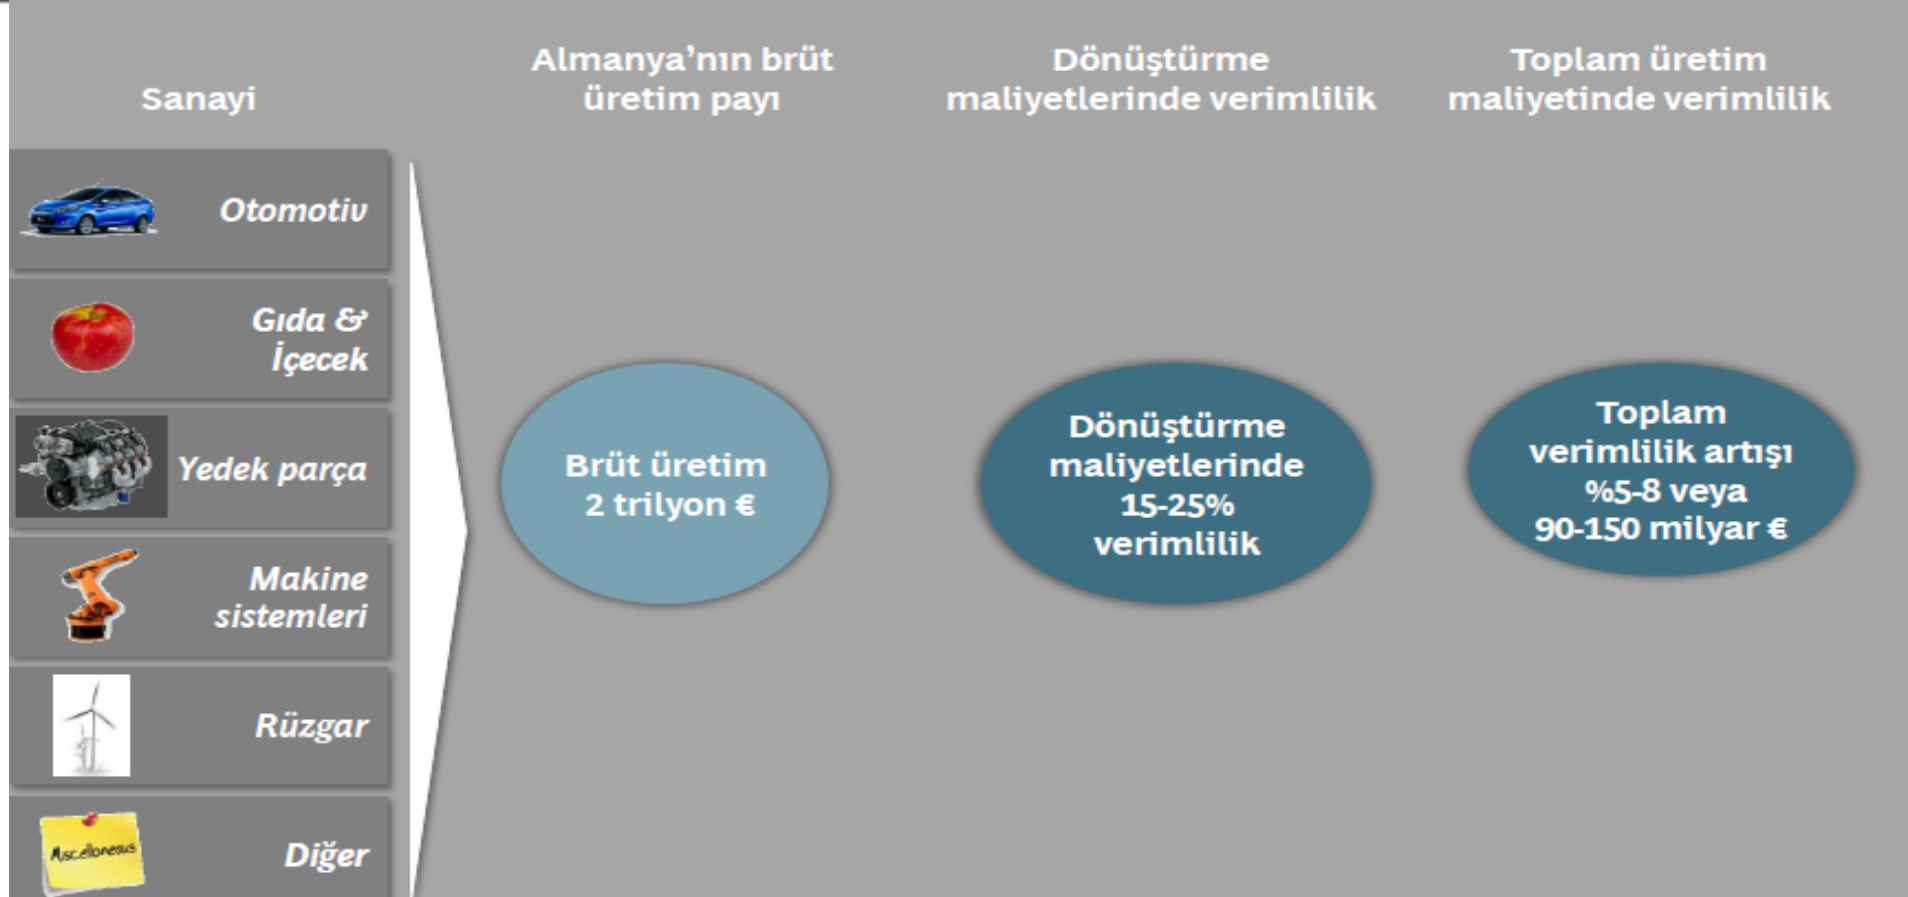 Sanayi
Almanya’nın brüt
üretim payı
Dönüştürme
maliyetlerinde verimlilik
Toplam üretim
maliyetinde verimlilik
Otomotiv
Gıda &
İçecek
Yedek parça
Makine
sistemleri
Rüzgar
Miscellaneous
Diğer
Brüt üretim
2 trilyon €
Dönüştürme
maliyetlerinde
15-25%
verimlilik
Toplam
verimlilik artışı
%5-8 veya
90-150 milyar €